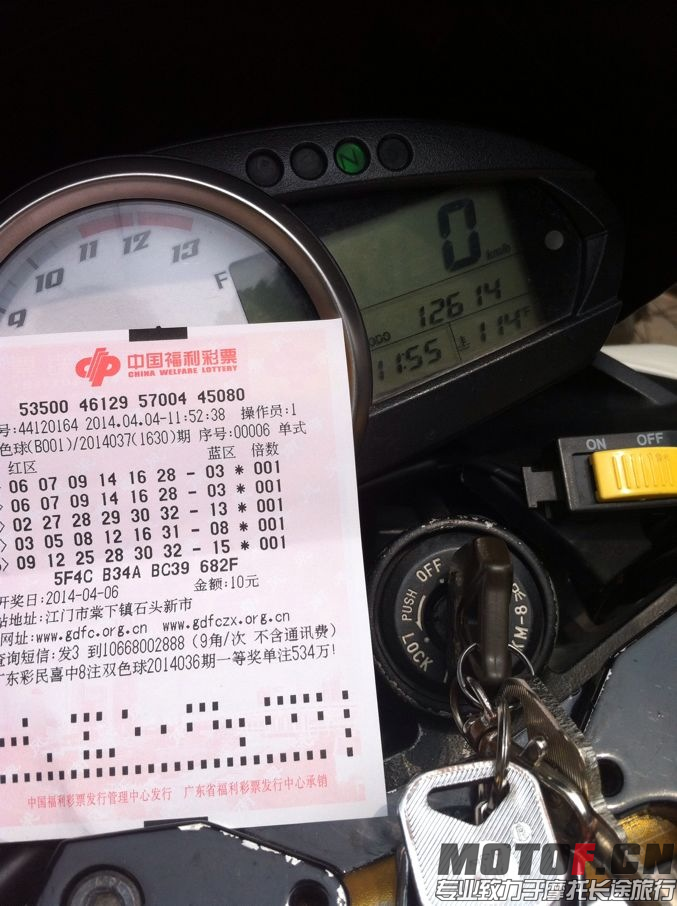 N
9 10 11 12 13
F
0
km/h
12614
ODO
11:55
114°F
中国福利彩票
CHINA WELFARE LOTTERY
53500 46129 57004 45080
号:44120164 2014.04.04-11:52:38 操作员:1
色球(B001)/2014037(1630)期 序号:00006 单式
红区 蓝区 倍数
06 07 09 14 16 28 - 03 * 001
06 07 09 14 16 28 - 03 * 001
02 27 28 29 30 32 - 13 * 001
03 05 08 12 16 31 - 08 * 001
09 12 25 28 30 32 - 15 * 001
5F4C B34A BC39 682F
开奖日:2014-04-06 金额:10元
站地址:江门市棠下镇石头新市
网址:www.gdfc.org.cn www.gdfczx.org.cn
查询短信:发3 到10668002888 (9角/次 不含通讯费)
广东彩民喜中8注双色球2014036期一等奖单注534万!
中国福利彩票发行管理中心发行 广东省福利彩票发行中心承销
ON OFF
OFF
PUSH
LOCK
KM-8
MOTOF.CN
专业致力于摩托长途旅行